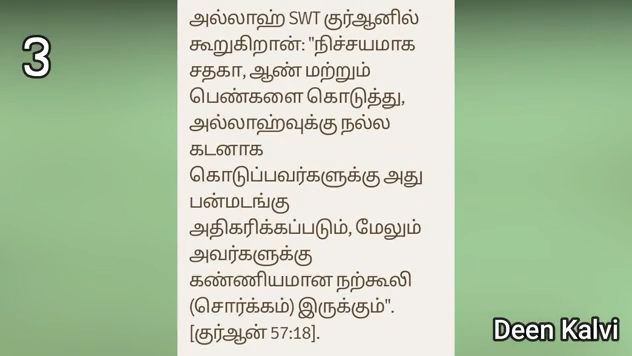 3
அல்லாஹ் SWT குர்ஆனில்
கூறுகிறான்: "நிச்சயமாக
சதகா, ஆண் மற்றும்
பெண்களை கொடுத்து,
அல்லாஹ்வுக்கு நல்ல
கடனாக
கொடுப்பவர்களுக்கு அது
பன்மடங்கு
அதிகரிக்கப்படும், மேலும்
அவர்களுக்கு
கண்ணியமான நற்கூலி
(சொர்க்கம்) இருக்கும்".
[குர்ஆன் 57:18].
Deen Kalvi